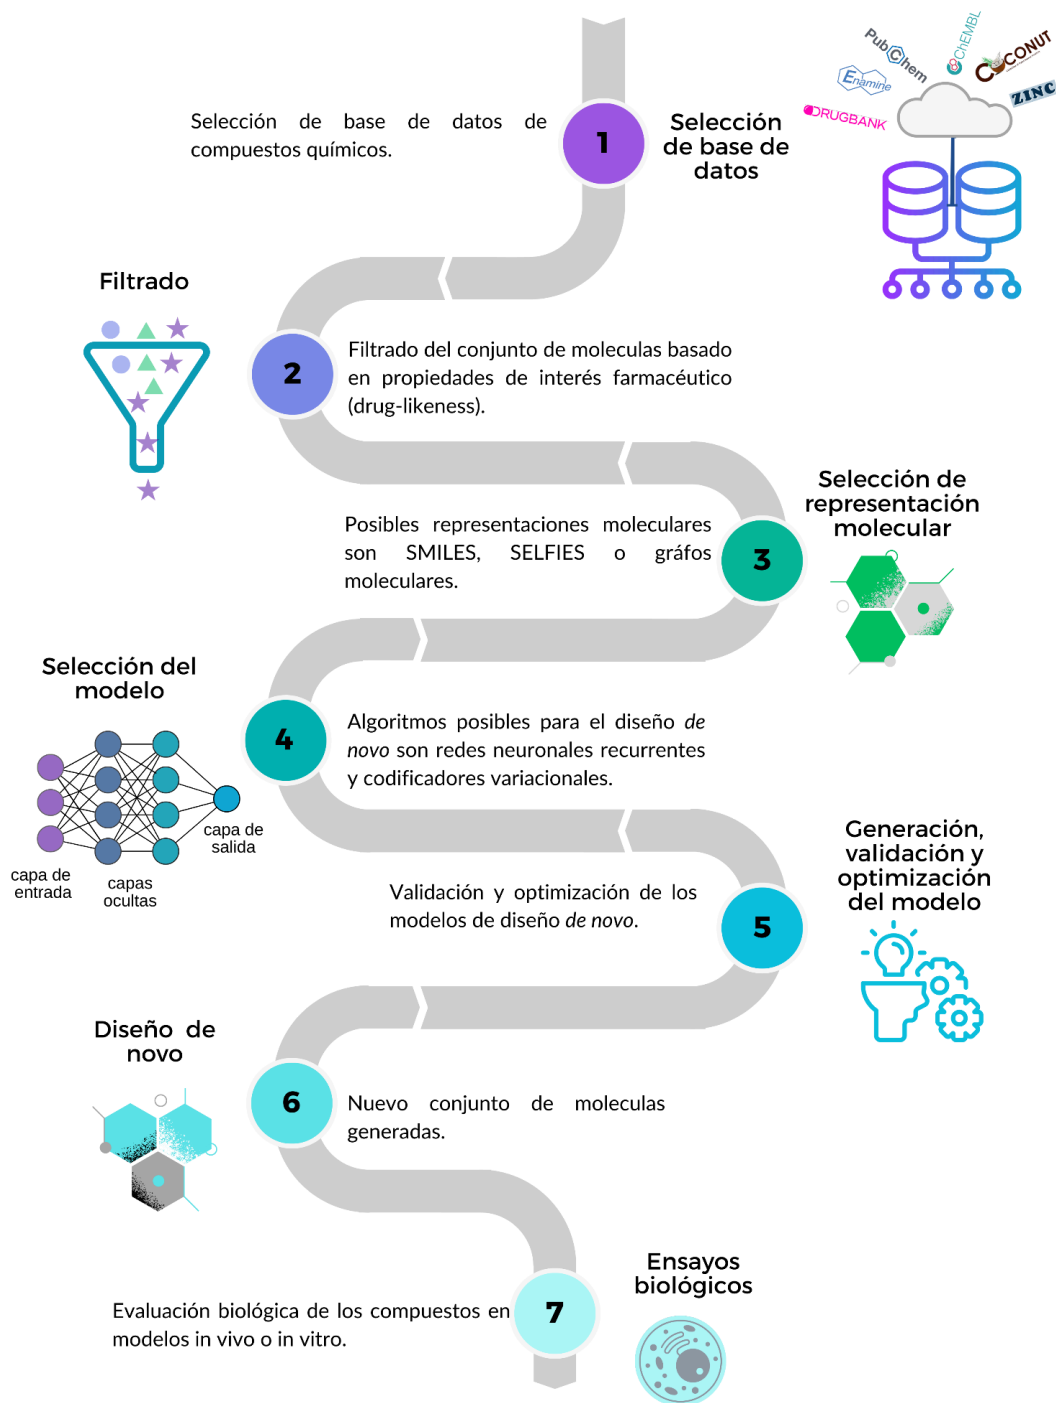 PubChem
ChEMBL
COCONUT
Enamine
ZINC
DRUGBANK
Selección de base de datos de
compuestos químicos.
1
Selección
de base de
datos
Filtrado
2
Filtrado del conjunto de moleculas basado
en propiedades de interés farmacéutico
(drug-likeness).
Selección de
representación
molecular
Posibles representaciones moleculares
son SMILES, SELFIES o gráfos
moleculares.
3
Selección del
modelo
4
Algoritmos posibles para el diseño de
novo son redes neuronales recurrentes
y codificadores variacionales.
capa de
entrada
capas
ocultas
capa de
salida
Generación,
validación y
optimización
del modelo
Validación y optimización de los
modelos de diseño de novo.
5
Diseño de
novo
6
Nuevo conjunto de moleculas
generadas.
Ensayos
biológicos
Evaluación biológica de los compuestos en
modelos in vivo o in vitro.
7